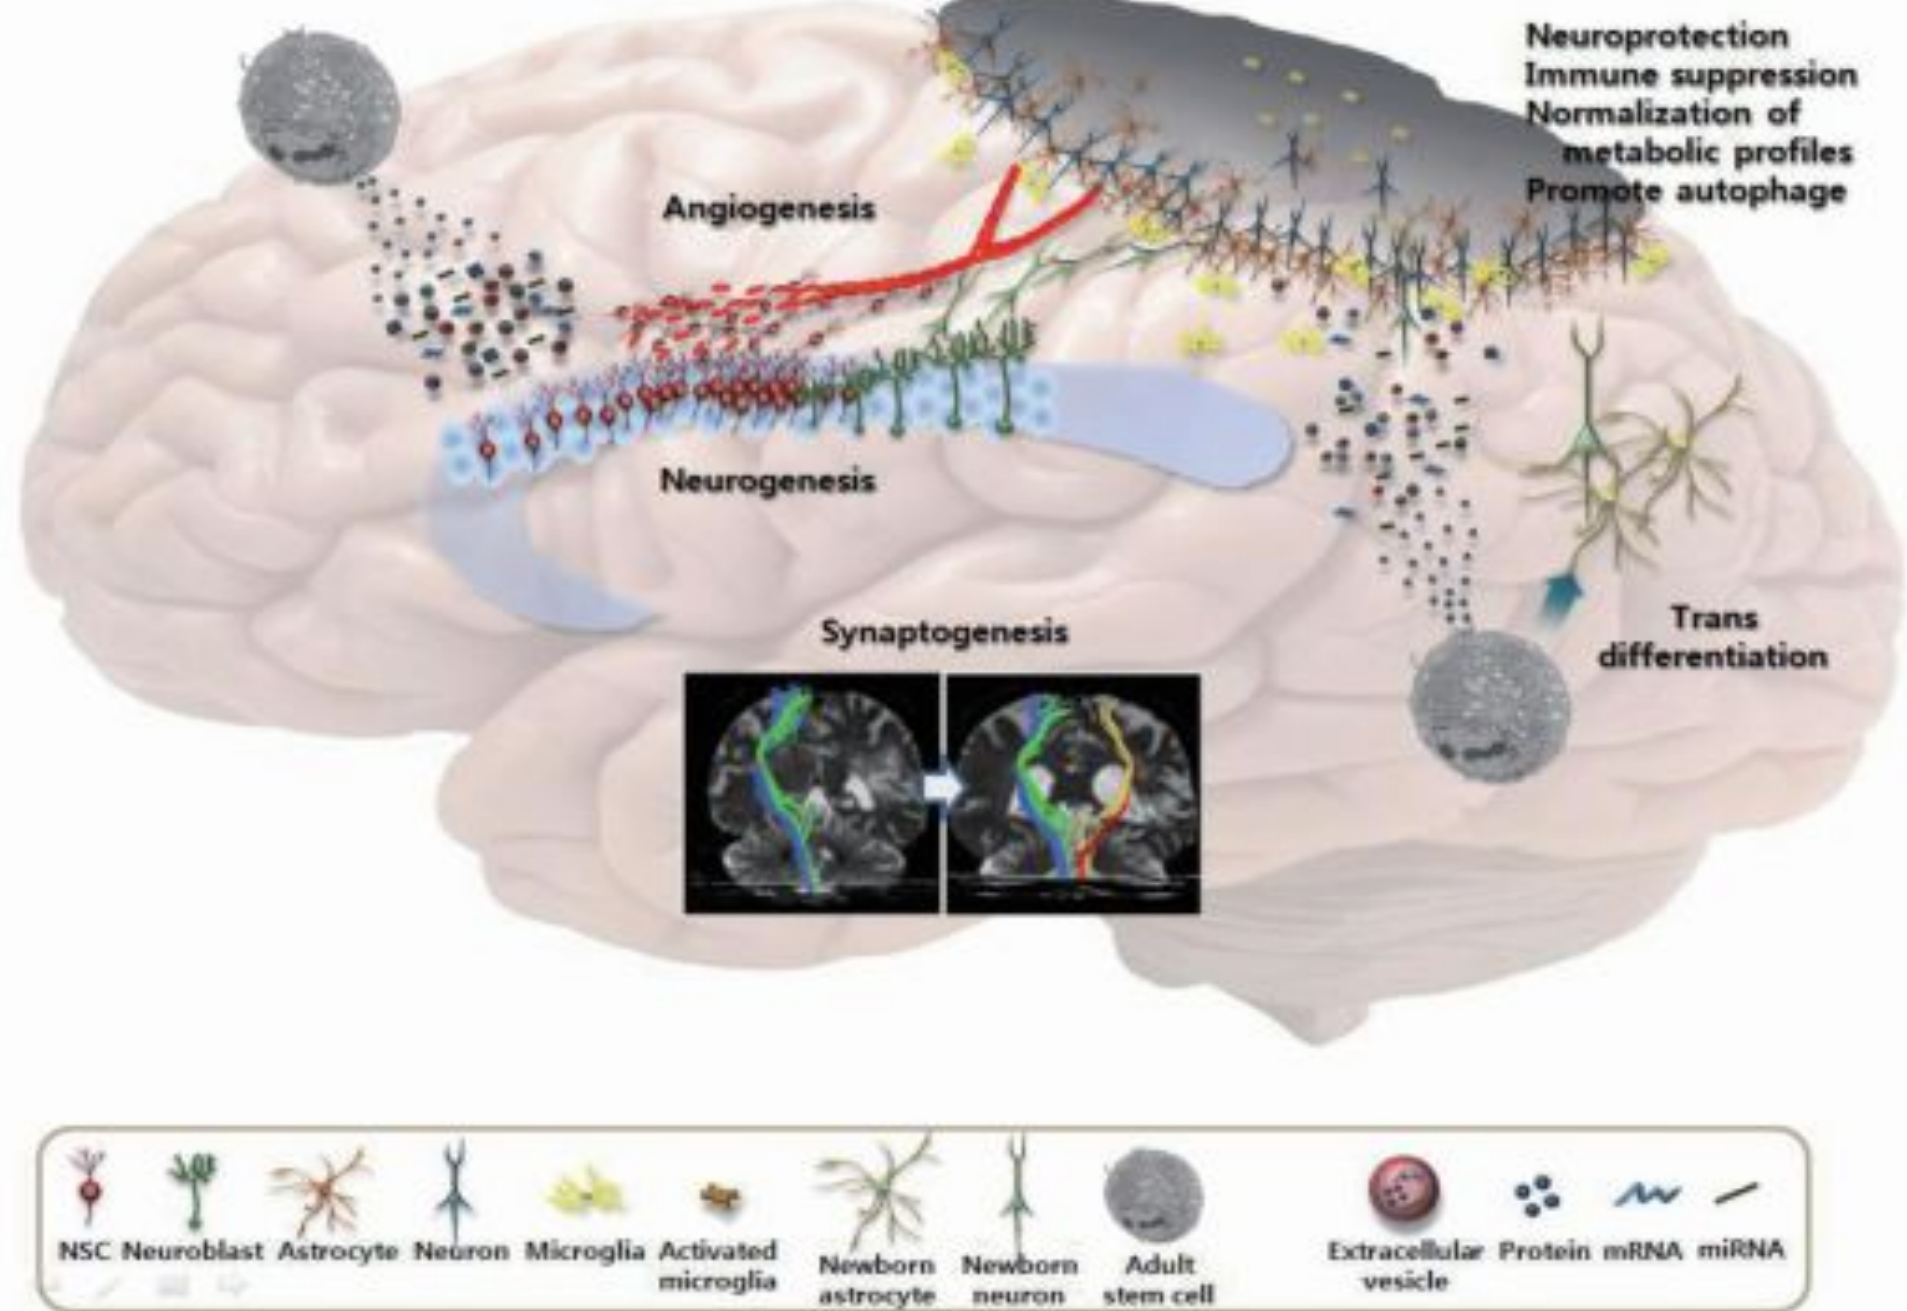 Neuroprotection
Immune suppression
Normalization of
metabolic profiles
Promote autophage
Angiogenesis
Neurogenesis
Synaptogenesis
Trans
differentiation
NSC
Neuroblast
Astrocyte
Neuron
Microglia
Activated
microglia
Newborn
astrocyte
Newborn
neuron
Adult
stem cell
Extracellular
vesicle
Protein
mRNA
miRNA